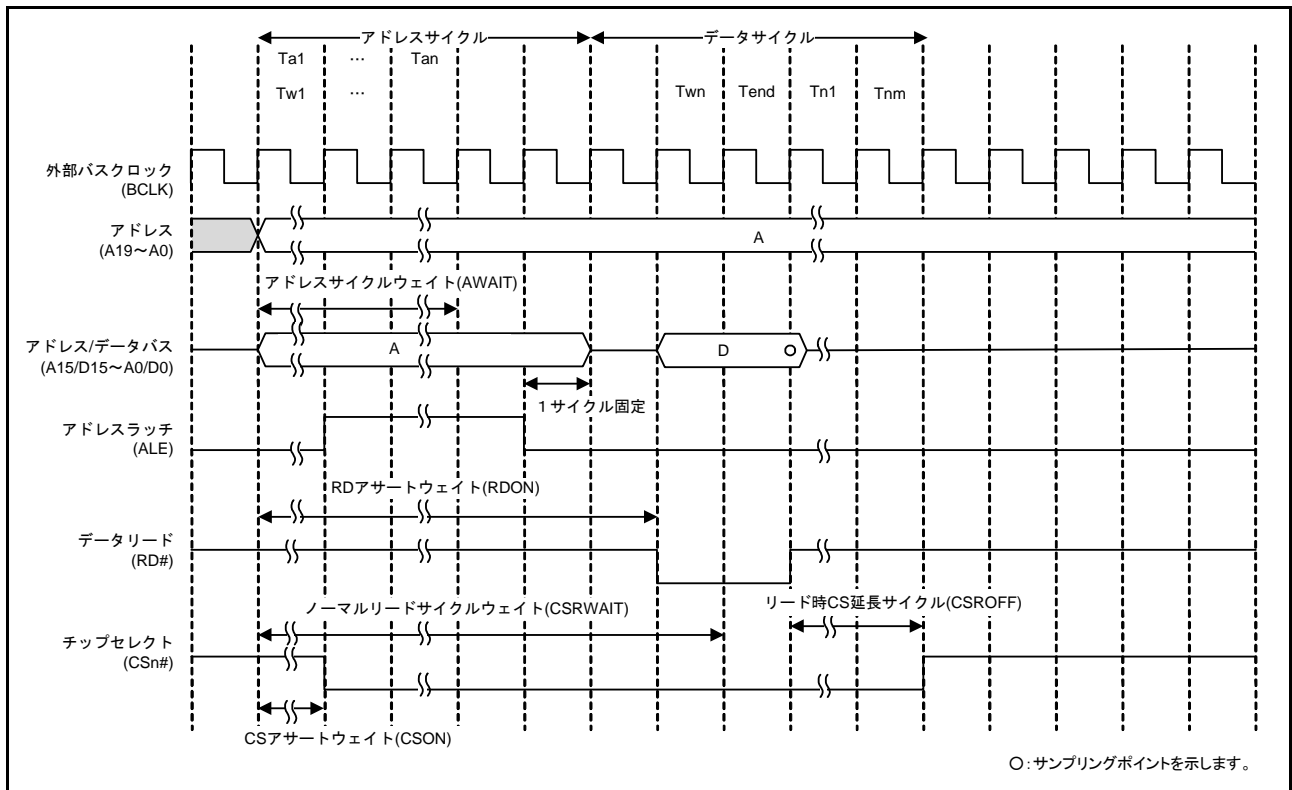 アドレスサイクル データサイクル
Ta1 … Tan
Tw1 … Twn Tend Tn1 Tnm
外部バスクロック
(BCLK)
アドレス
(A19～A0)
A
アドレスサイクルウェイト(AWAIT)
アドレス/データバス
(A15/D15～A0/D0)
A D
1サイクル固定
アドレスラッチ
(ALE)
RDアサートウェイト(RDON)
データリード
(RD#)
ノーマルリードサイクルウェイト(CSRWAIT)
リード時CS延長サイクル(CSROFF)
チップセレクト
(CSn#)
CSアサートウェイト(CSON)
○：サンプリングポイントを示します。